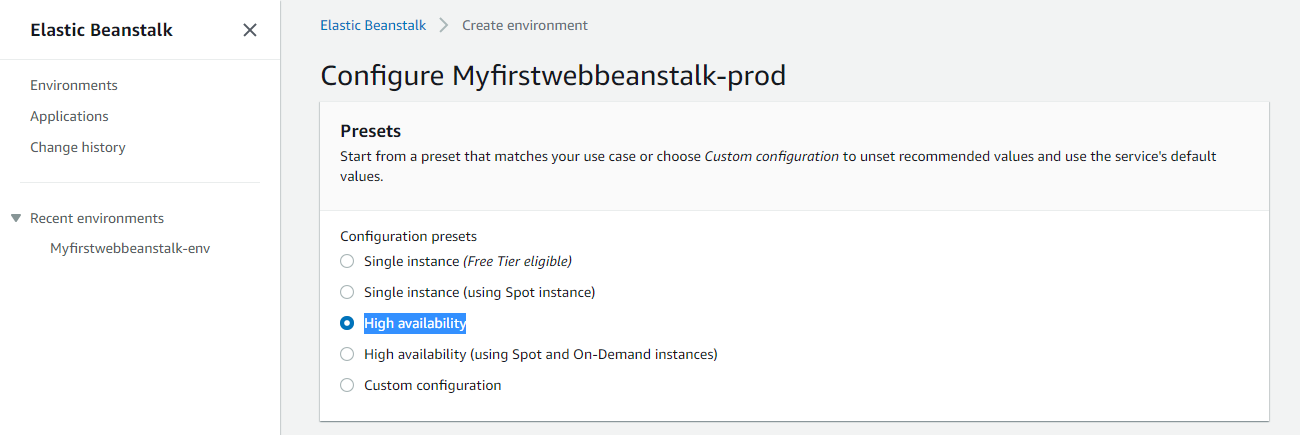 Elastic Beanstalk
Environments
Applications
Change history
Recent environments
Myfirstwebbeanstalk-env
Elastic Beanstalk > Create environment
Configure Myfirstwebbeanstalk-prod
Presets
Start from a preset that matches your use case or choose Custom configuration to unset recommended values and use the service's default
values.
Configuration presets
Single instance (Free Tier eligible)
Single instance (using Spot instance)
High availability
High availability (using Spot and On-Demand instances)
Custom configuration